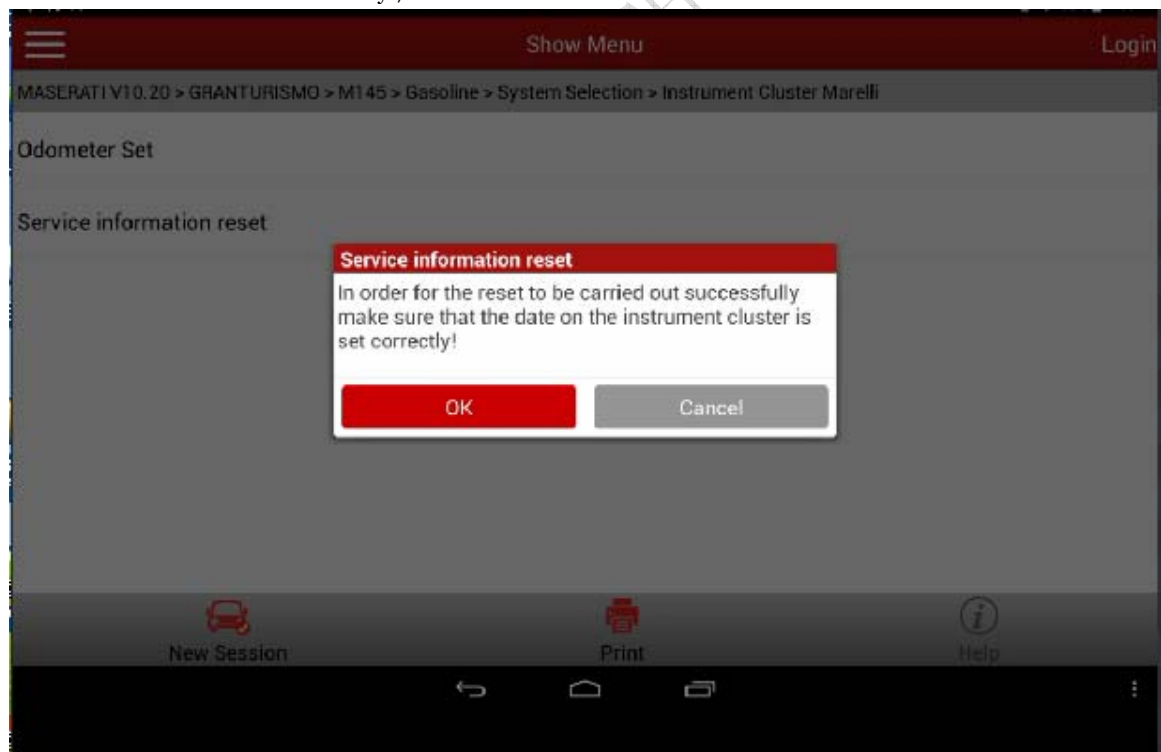 Show Menu
Login
MASERATI V10.20 > GRANTURISMO > M145 > Gasoline > System Selection > Instrument Cluster Marelli
Odometer Set
Service information reset
Service information reset
In order for the reset to be carried out successfully
make sure that the date on the instrument cluster is
set correctly!
OK
Cancel
New Session
Print
Help